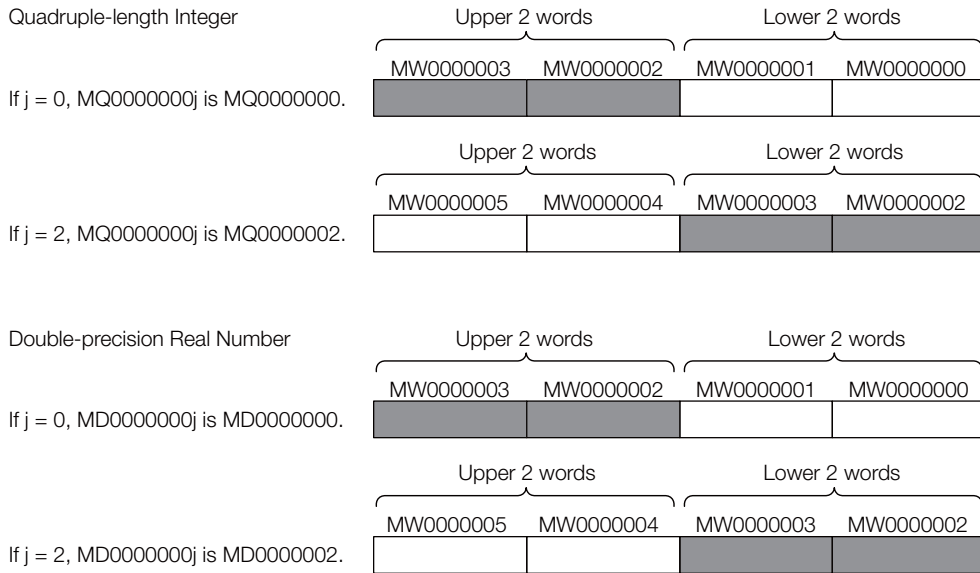 Quadruple-length Integer
Upper 2 words
Lower 2 words
MW0000003 MW0000002 MW0000001 MW0000000
If j = 0, MQ0000000j is MQ0000000.
Upper 2 words
Lower 2 words
MW0000005 MW0000004 MW0000003 MW0000002
If j = 2, MQ0000000j is MQ0000002.
Double-precision Real Number
Upper 2 words
Lower 2 words
MW0000003 MW0000002 MW0000001 MW0000000
If j = 0, MD0000000j is MD0000000.
Upper 2 words
Lower 2 words
MW0000005 MW0000004 MW0000003 MW0000002
If j = 2, MD0000000j is MD0000002.